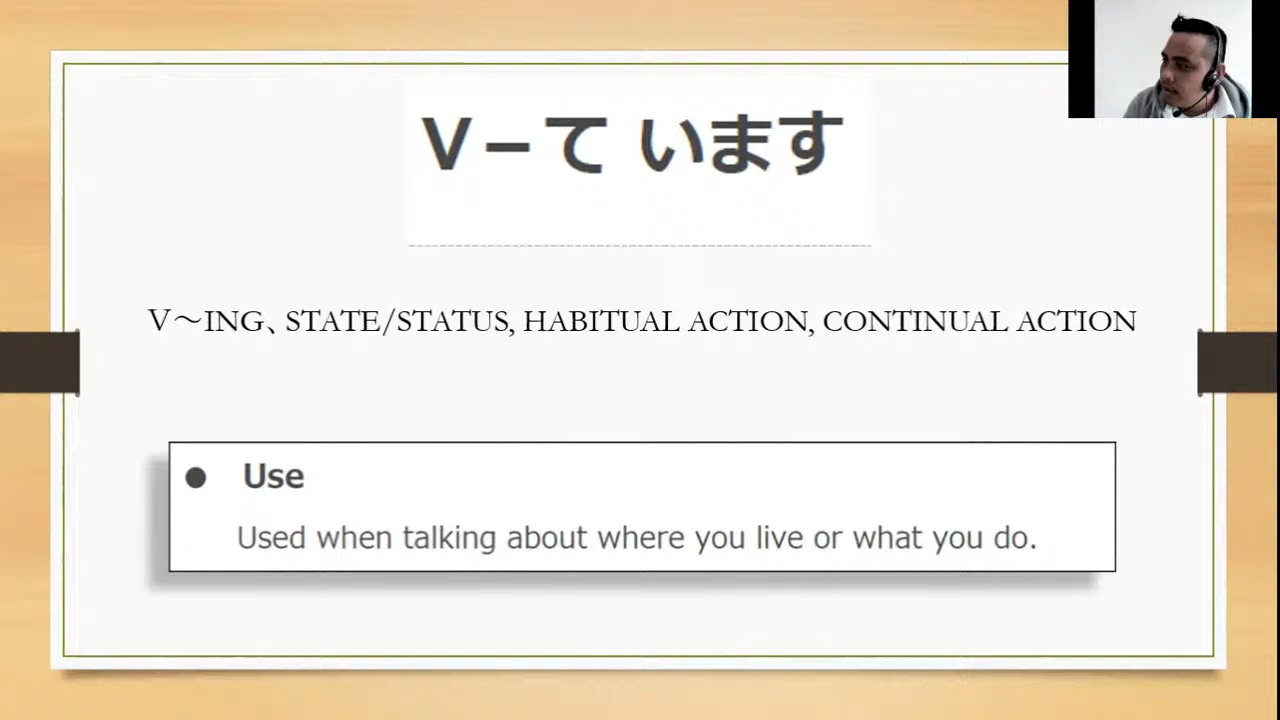 V－て います
V～ING、STATE/STATUS, HABITUAL ACTION, CONTINUAL ACTION
● Use
Used when talking about where you live or what you do.